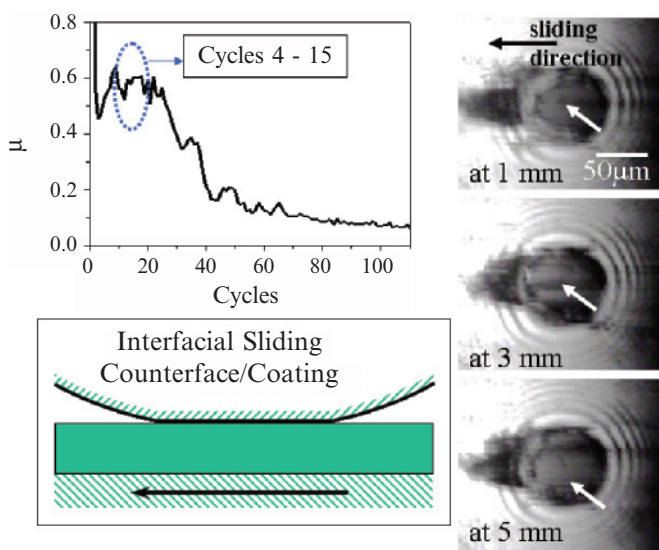 0.8
0.6
0.4
0.2
0.0
μ
0 20 40 60 80 100
Cycles
Cycles 4 - 15
Interfacial Sliding
Counterface/Coating
sliding
direction
50μm
at 1 mm
at 3 mm
at 5 mm